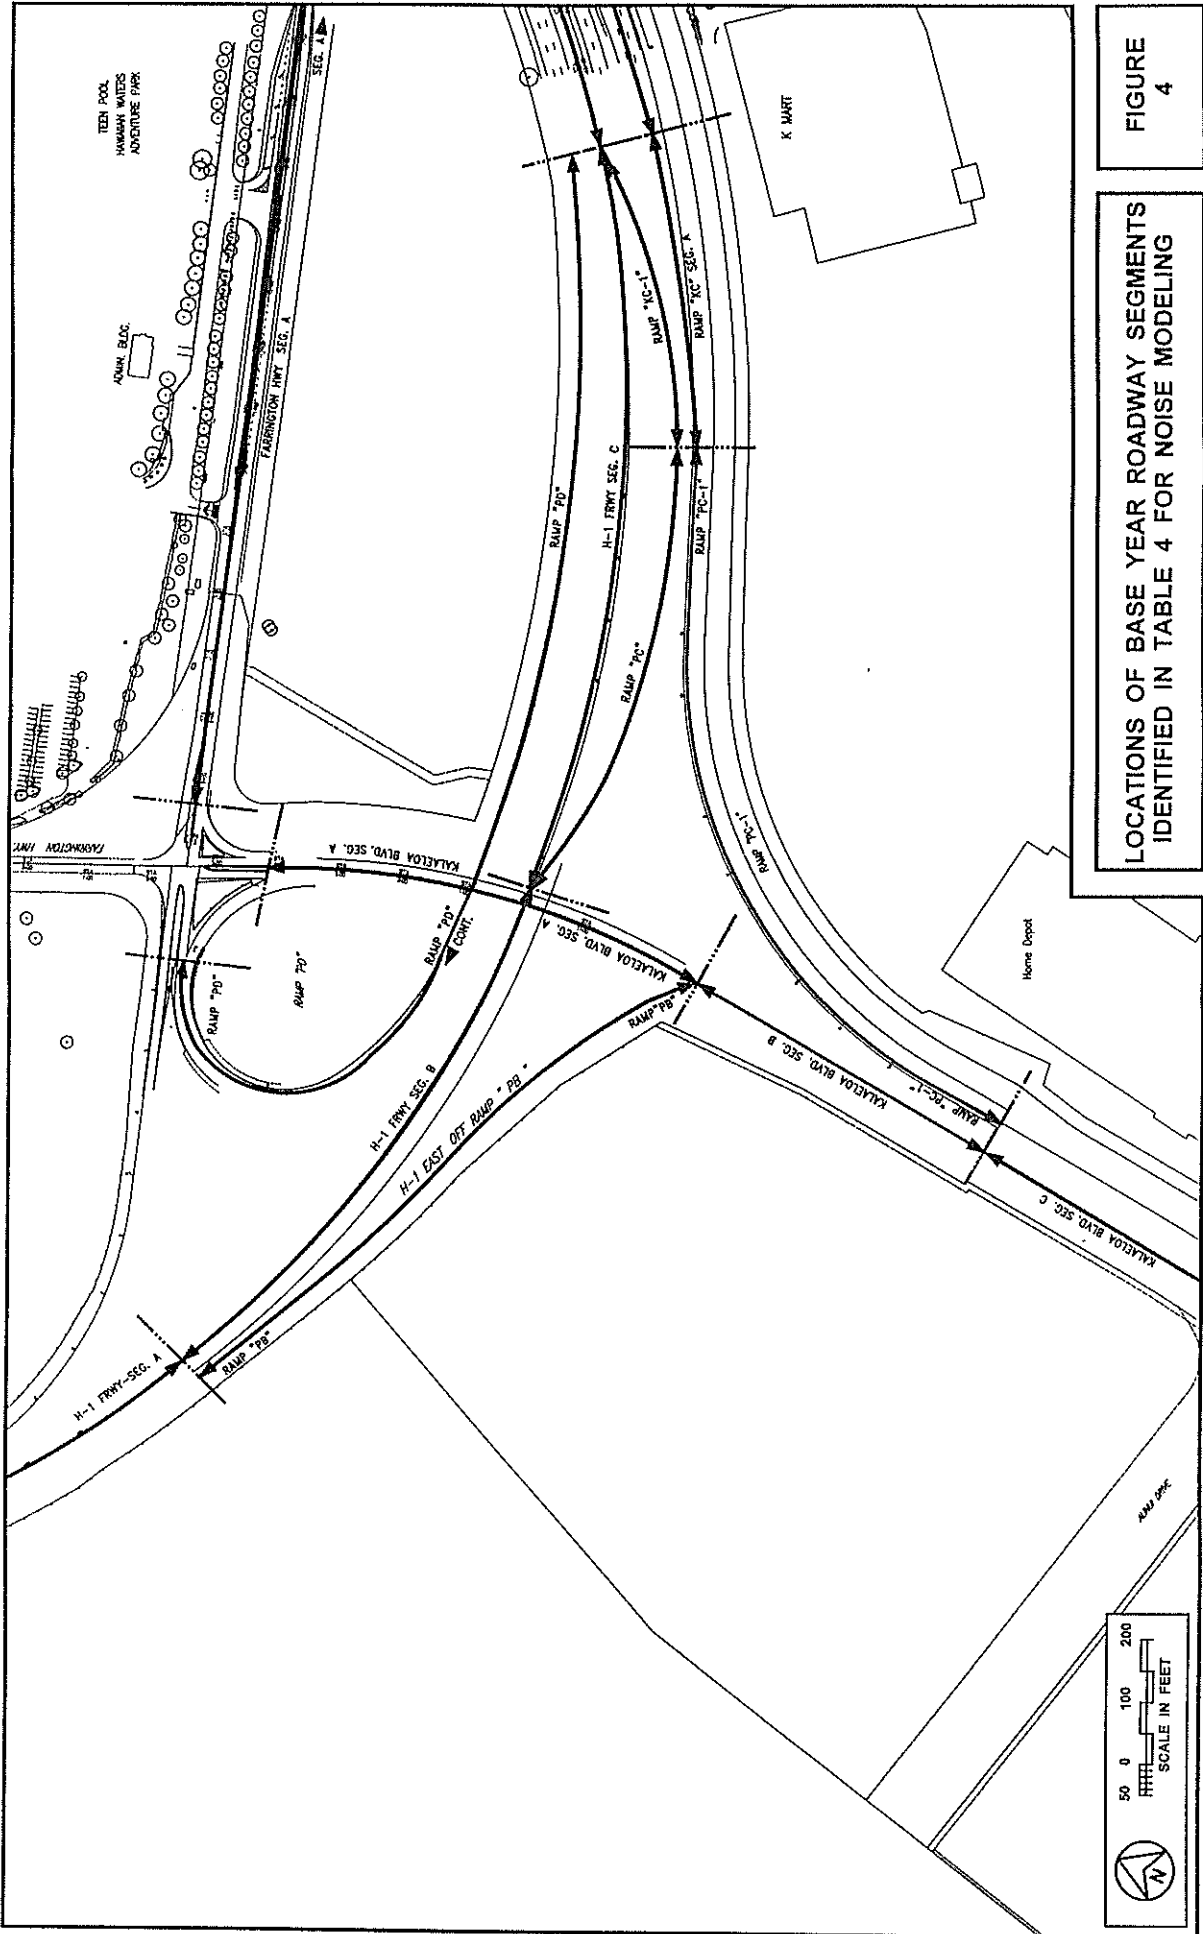 TEEN POOL
HAWAIIAN WATERS
ADVENTURE PARK
ADMN. BLDG.
SEG. A
FARRINGTON HWY SEG. A
FARRINGTON HWY.
K MART
RAMP "XC-1"
RAMP "XC" SEG. A
H-1 FRWY SEG. C
RAMP "PD"
RAMP "PC-1"
RAMP "PC"
KALAELOA BLVD. SEG. A
RAMP "PD"
CONT.
RAMP "PD"
RAMP "PD"
KALAELOA BLVD. SEG. A
RAMP "PC-1"
Home Depot
RAMP "PB"
H-1 FRWY SEG. B
H-1 EAST OFF RAMP " PB "
KALAELOA BLVD. SEG. B
RAMP "PC-1"
KALAELOA BLVD. SEG. C
H-1 FRWY-SEG. A
RAMP "PB"
DRIVE
50 0 100 200
SCALE IN FEET
N
LOCATIONS OF BASE YEAR ROADWAY SEGMENTS
IDENTIFIED IN TABLE 4 FOR NOISE MODELING
FIGURE
4